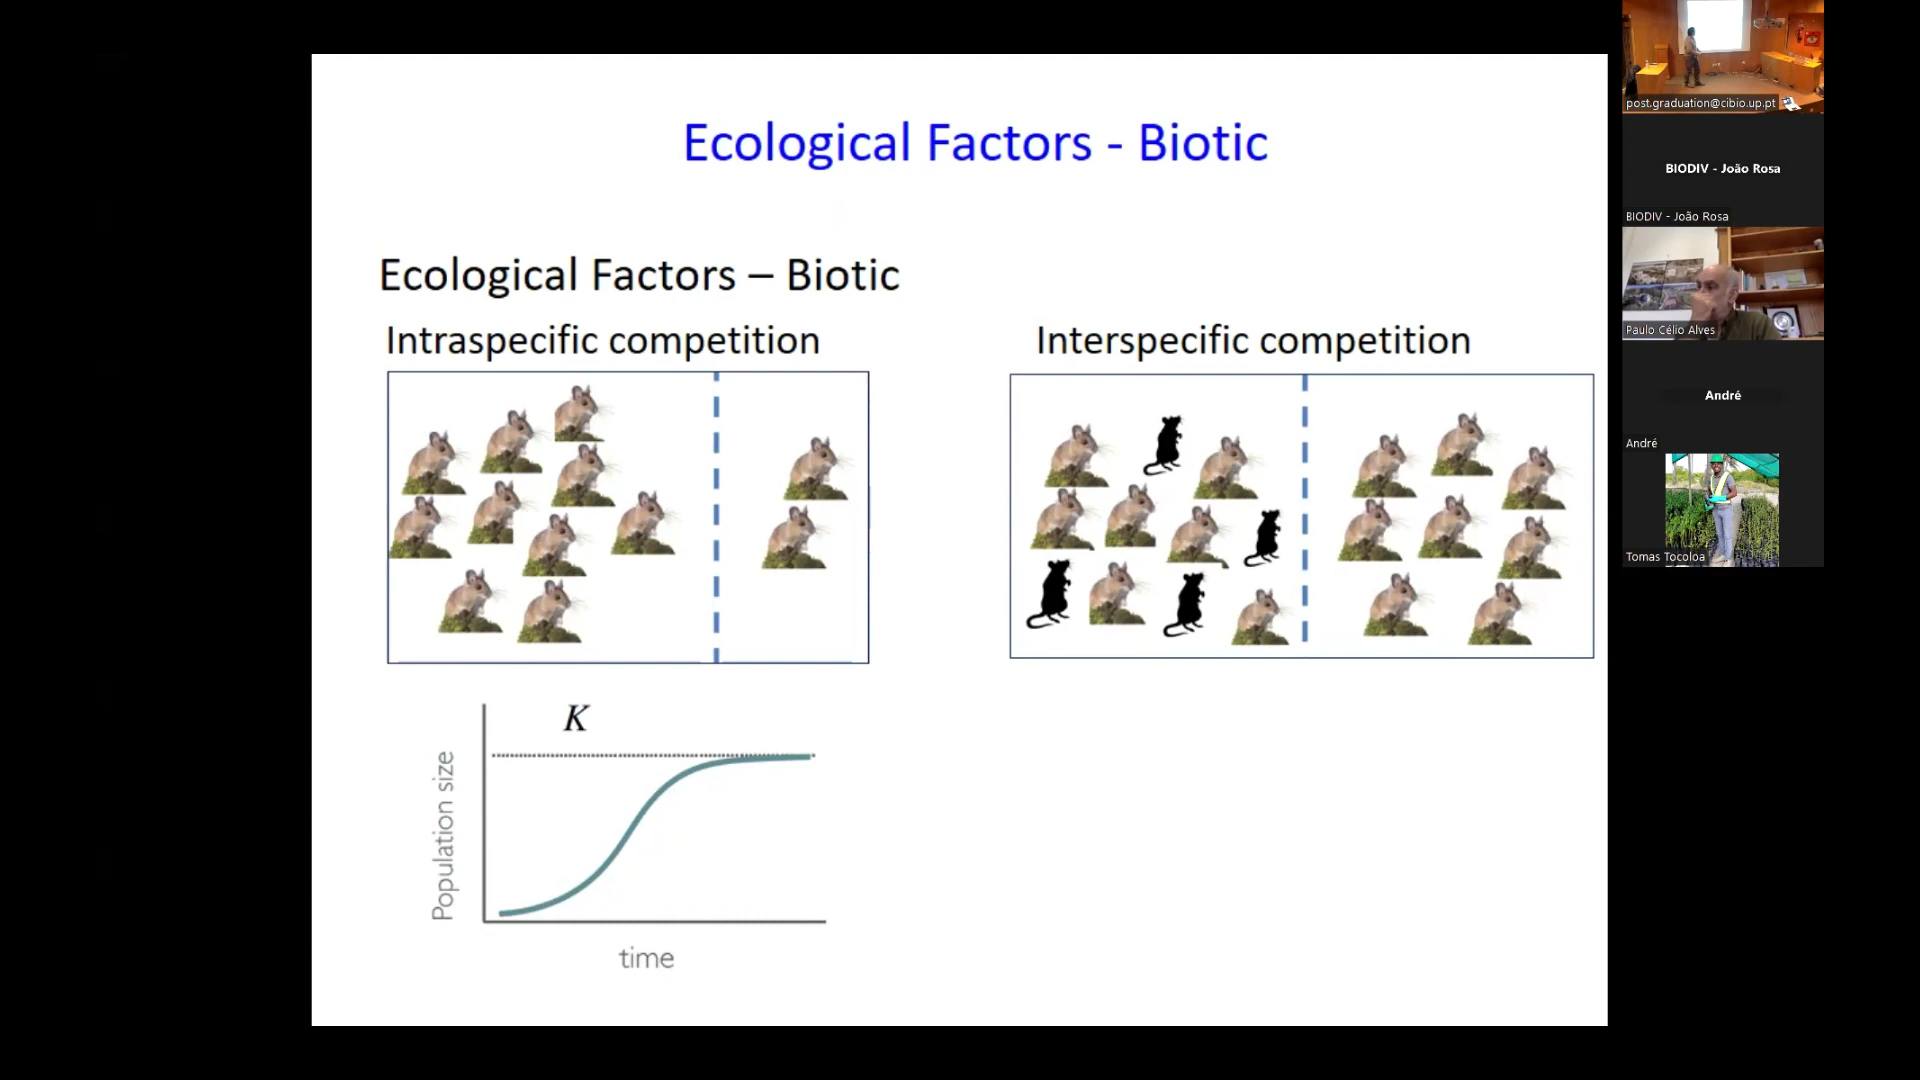 Ecological Factors - Biotic
Ecological Factors – Biotic
Intraspecific competition
Interspecific competition
K
Population size
time
post.graduation@cibio.up.pt
BIODIV - João Rosa
BIODIV - João Rosa
Paulo Célio Alves
André
André
Tomas Tocoloa